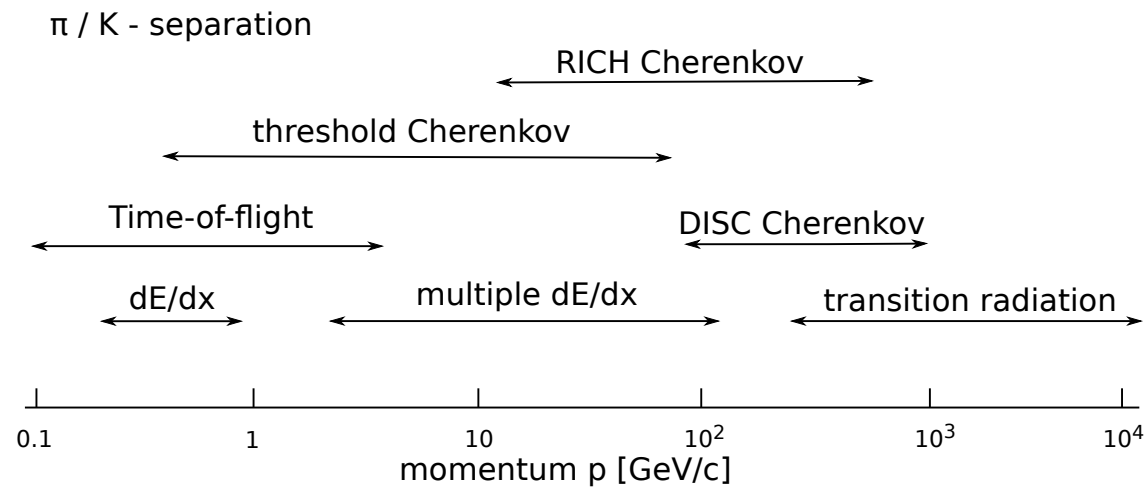 π / K - separation
RICH Cherenkov
threshold Cherenkov
Time-of-flight
DISC Cherenkov
dE/dx
multiple dE/dx
transition radiation
0.1 1 10 10² 10³ 10⁴
momentum p [GeV/c]